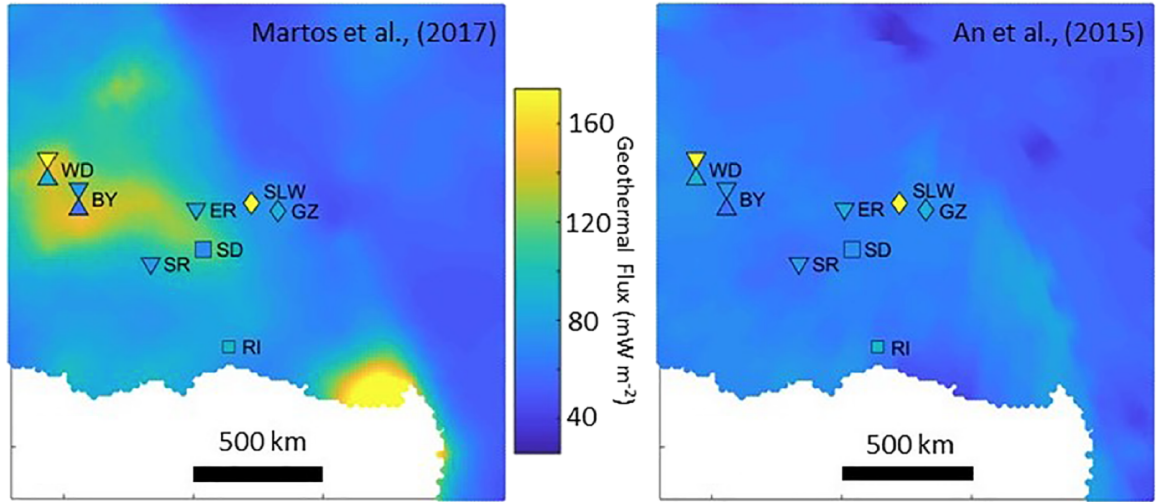 Martos et al., (2017)
WD
BY
SLW
ER
GZ
SD
SR
RI
500 km
160
120
80
40
Geothermal Flux (mW m-2)
An et al., (2015)
WD
BY
SLW
ER
GZ
SD
SR
RI
500 km